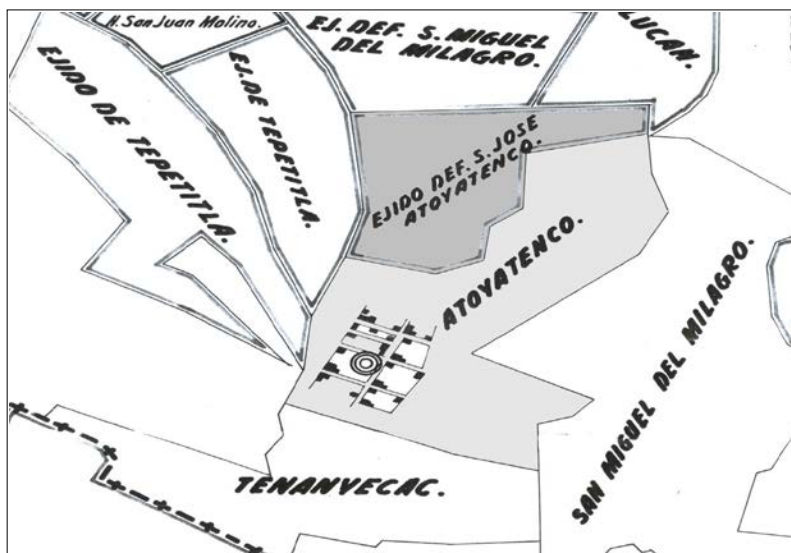 H. San Juan Molino.
EJ. DEF. S. MIGUEL
DEL MILAGRO.
LUCAN.
EJIDO DE TEPETITLA.
EJ. DE TEPETITLA.
EJIDO DEF. S. JOSE
ATOYATENCO.
ATOYATENCO.
SAN MIGUEL DEL MILAGRO.
TENANVECAC.